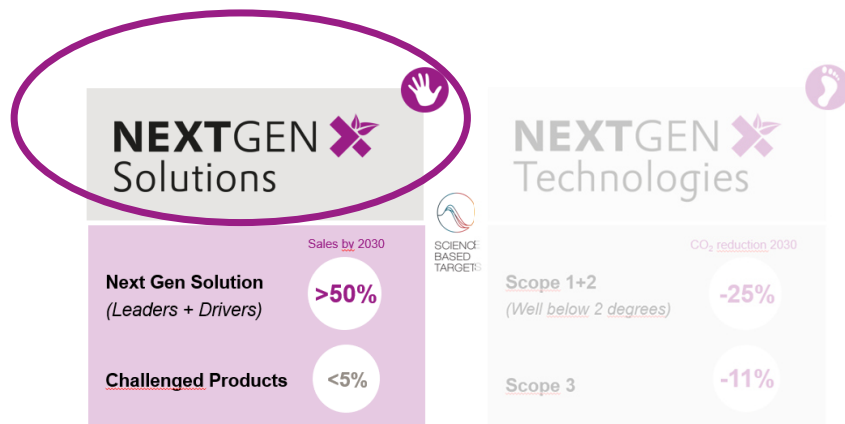 NEXTGEN
Solutions
Sales by 2030
Next Gen Solution
(Leaders + Drivers)
>50%
Challenged Products
<5%
SCIENCE
BASED
TARGETS
NEXTGEN
Technologies
CO₂ reduction 2030
Scope 1+2
(Well below 2 degrees)
-25%
Scope 3
-11%